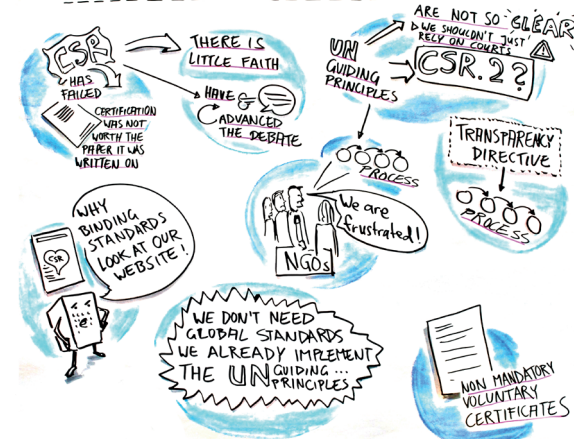 CSR
HAS
FAILED
CERTIFICATION
WAS NOT
WORTH THE
PAPER IT WAS
WRITTEN ON
THERE IS
LITTLE FAITH
HAVE &
ADVANCED
THE DEBATE
UN
GUIDING
PRINCIPLES
ARE NOT SO CLEAR
WE SHOULDN'T JUST
RELY ON COURTS
CSR.2?
PROCESS
TRANSPARENCY
DIRECTIVE
PROCESS
WHY
BINDING
STANDARDS
LOOK AT OUR
WEBSITE!
CSR
We are
frustrated!
NGOs
WE DON'T NEED
GLOBAL STANDARDS
WE ALREADY IMPLEMENT
THE UN GUIDING...
PRINCIPLES
NON MANDATORY
VOLUNTARY
CERTIFICATES